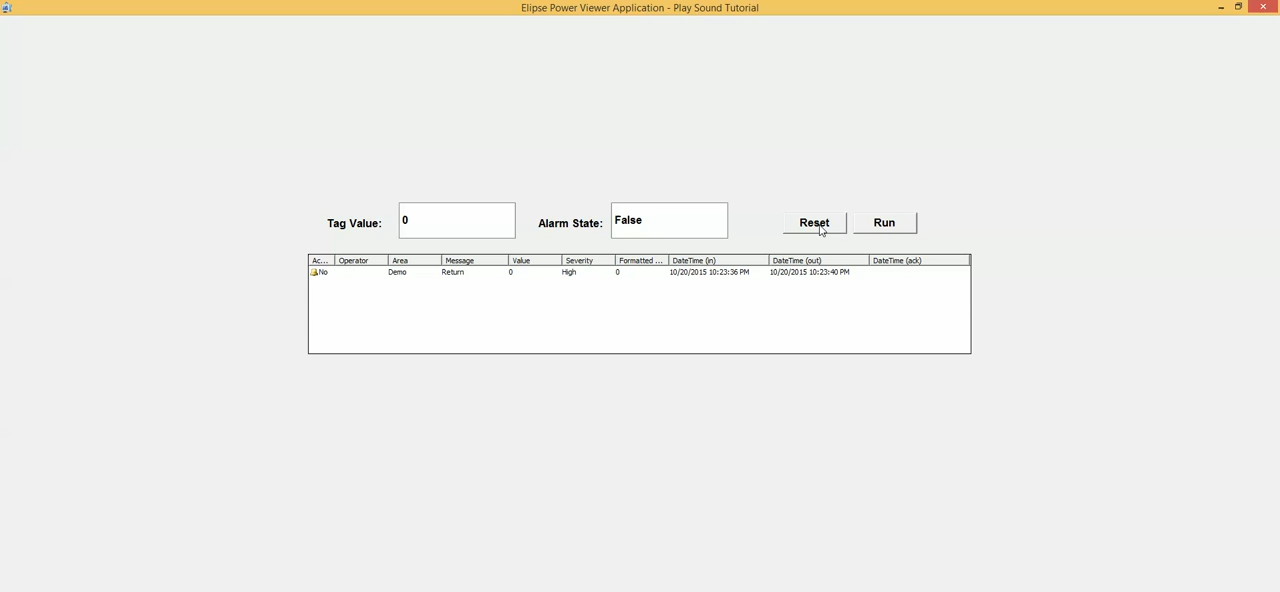 Elipse Power Viewer Application - Play Sound Tutorial
Tag Value: 0 Alarm State: False Reset Run
Ac... Operator Area Message Value Severity Formatted ... DateTime (in) DateTime (out) DateTime (ack)
No Demo Return 0 High 0 10/20/2015 10:23:36 PM 10/20/2015 10:23:40 PM